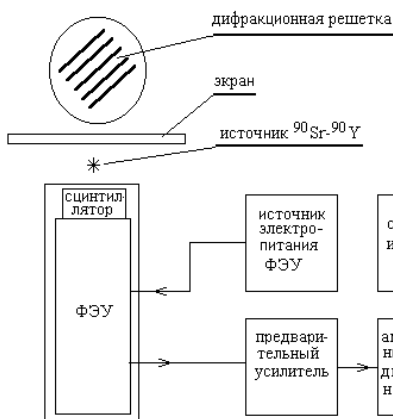 дифракционная решетка
экран
источник ⁹⁰Sr-⁹⁰Y
сцинтил-
лятор
ФЭУ
источник
электро-
питания
ФЭУ
предвари-
тельный
усилитель